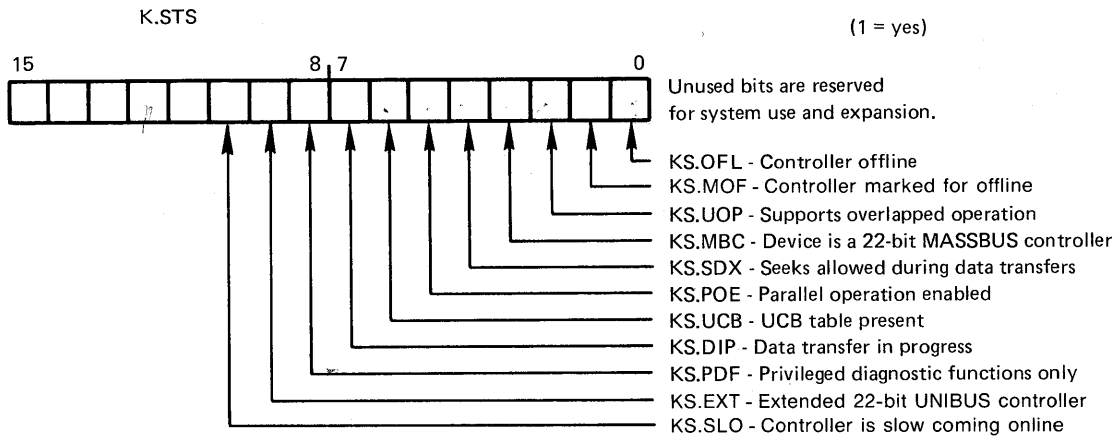 K.STS
(1 = yes)
15 8 7 0
Unused bits are reserved
for system use and expansion.
KS.OFL - Controller offline
KS.MOF - Controller marked for offline
KS.UOP - Supports overlapped operation
KS.MBC - Device is a 22-bit MASSBUS controller
KS.SDX - Seeks allowed during data transfers
KS.POE - Parallel operation enabled
KS.UCB - UCB table present
KS.DIP - Data transfer in progress
KS.PDF - Privileged diagnostic functions only
KS.EXT - Extended 22-bit UNIBUS controller
KS.SLO - Controller is slow coming online